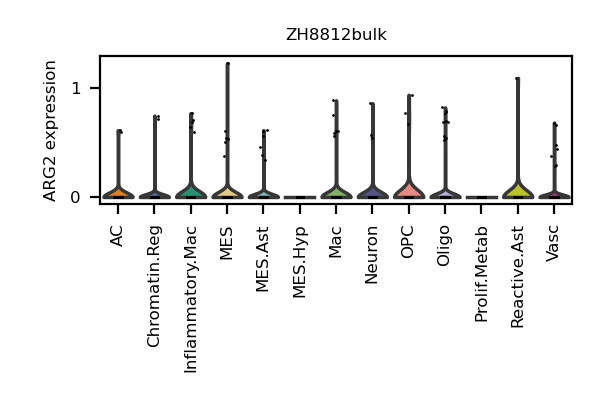 ZH8812bulk
ARG2 expression
1
0
AC
Chromatin.Reg
Inflammatory.Mac
MES
MES.Ast
MES.Hyp
Mac
Neuron
OPC
Oligo
Prolif.Metab
Reactive.Ast
Vasc